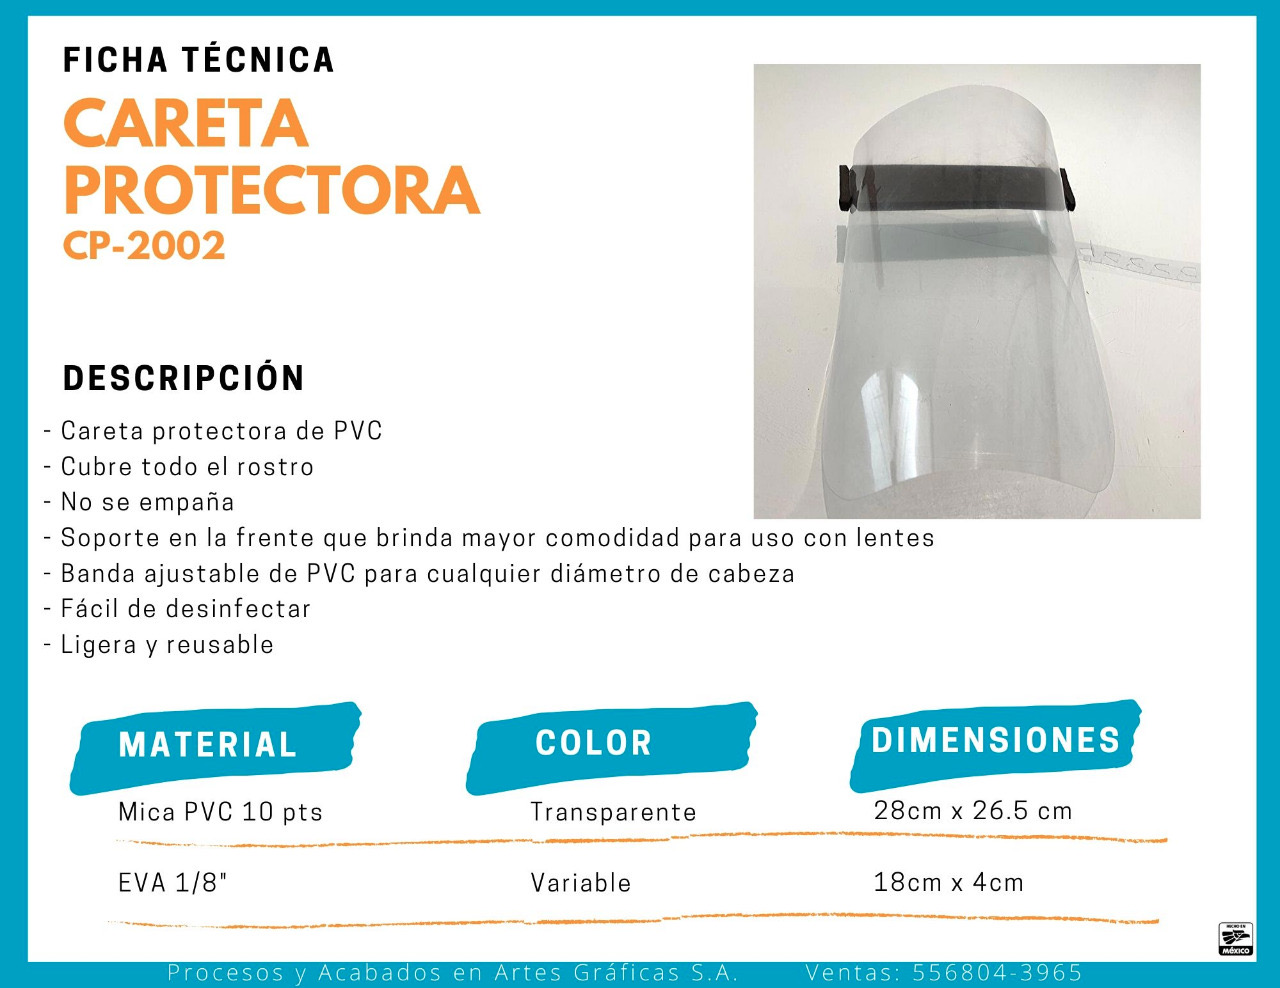 FICHA TÉCNICA
CARETA
PROTECTORA
CP-2002
DESCRIPCIÓN
- Careta protectora de PVC
- Cubre todo el rostro
- No se empaña
- Soporte en la frente que brinda mayor comodidad para uso con lentes
- Banda ajustable de PVC para cualquier diámetro de cabeza
- Fácil de desinfectar
- Ligera y reusable
MATERIAL COLOR DIMENSIONES
Mica PVC 10 pts Transparente 28cm x 26.5 cm
EVA 1/8" Variable 18cm x 4cm
HECHO EN
MÉXICO
Procesos y Acabados en Artes Gráficas S.A. Ventas: 556804-3965